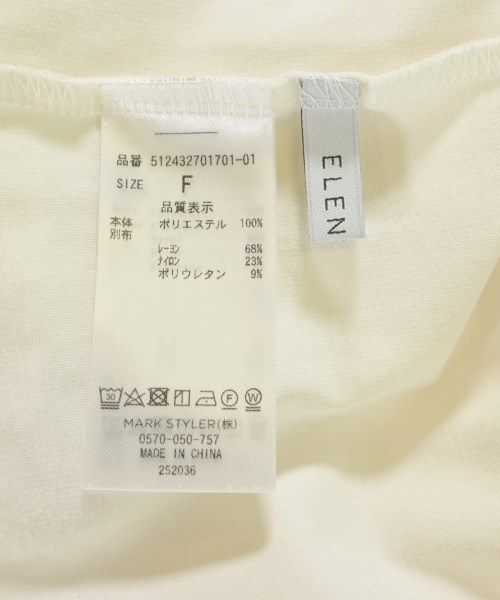 品番 512432701701-01
SIZE F
品質表示
本体 ポリエステル 100%
別布
レーヨン 68%
ナイロン 23%
ポリウレタン 9%
30 F W
MARK STYLER(株)
0570-050-757
MADE IN CHINA
252036
ELEN